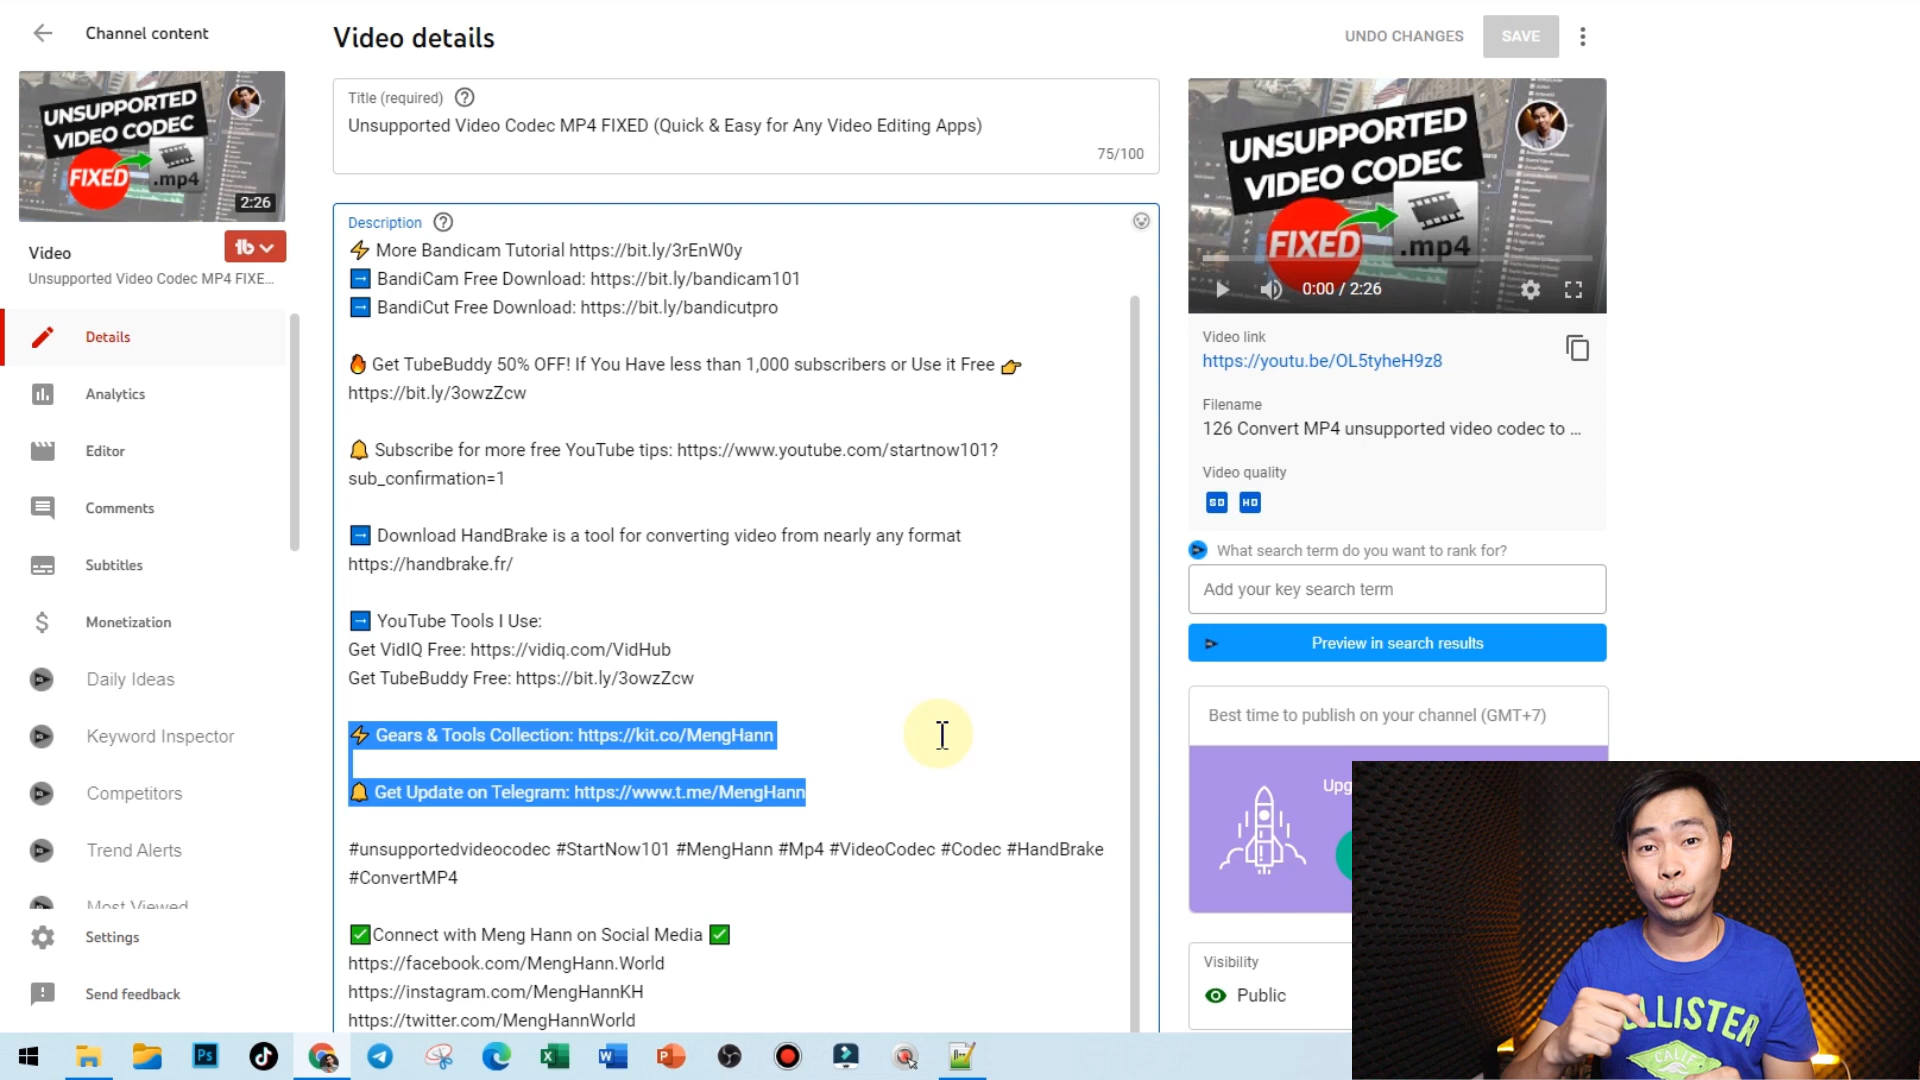 Channel content
UNSUPPORTED
VIDEO CODEC
FIXED
.mp4
2:26
Video
Unsupported Video Codec MP4 FIXE...
Details
Analytics
Editor
Comments
Subtitles
Monetization
Daily Ideas
Keyword Inspector
Competitors
Trend Alerts
Most Viewed
Settings
Send feedback
Video details
UNDO CHANGES
SAVE
Title (required)
Unsupported Video Codec MP4 FIXED (Quick & Easy for Any Video Editing Apps)
75/100
Description
⚡ More Bandicam Tutorial https://bit.ly/3rEnW0y
➡ BandiCam Free Download: https://bit.ly/bandicam101
➡ BandiCut Free Download: https://bit.ly/bandicutpro
🔥 Get TubeBuddy 50% OFF! If You Have less than 1,000 subscribers or Use it Free 👉
https://bit.ly/3owzZcw
🔔 Subscribe for more free YouTube tips: https://www.youtube.com/startnow101?
sub_confirmation=1
➡ Download HandBrake is a tool for converting video from nearly any format
https://handbrake.fr/
➡ YouTube Tools I Use:
Get VidIQ Free: https://vidiq.com/VidHub
Get TubeBuddy Free: https://bit.ly/3owzZcw
⚡ Gears & Tools Collection: https://kit.co/MengHann
🔔 Get Update on Telegram: https://www.t.me/MengHann
#unsupportedvideocodec #StartNow101 #MengHann #Mp4 #VideoCodec #Codec #HandBrake
#ConvertMP4
✅Connect with Meng Hann on Social Media ✅
https://facebook.com/MengHann.World
https://instagram.com/MengHannKH
https://twitter.com/MengHannWorld
UNSUPPORTED
VIDEO CODEC
FIXED
.mp4
0:00 / 2:26
Video link
https://youtu.be/OL5tyheH9z8
Filename
126 Convert MP4 unsupported video codec to ...
Video quality
SD HD
What search term do you want to rank for?
Add your key search term
Preview in search results
Best time to publish on your channel (GMT+7)
Upg
Visibility
Public
HOLLISTER
CALIF